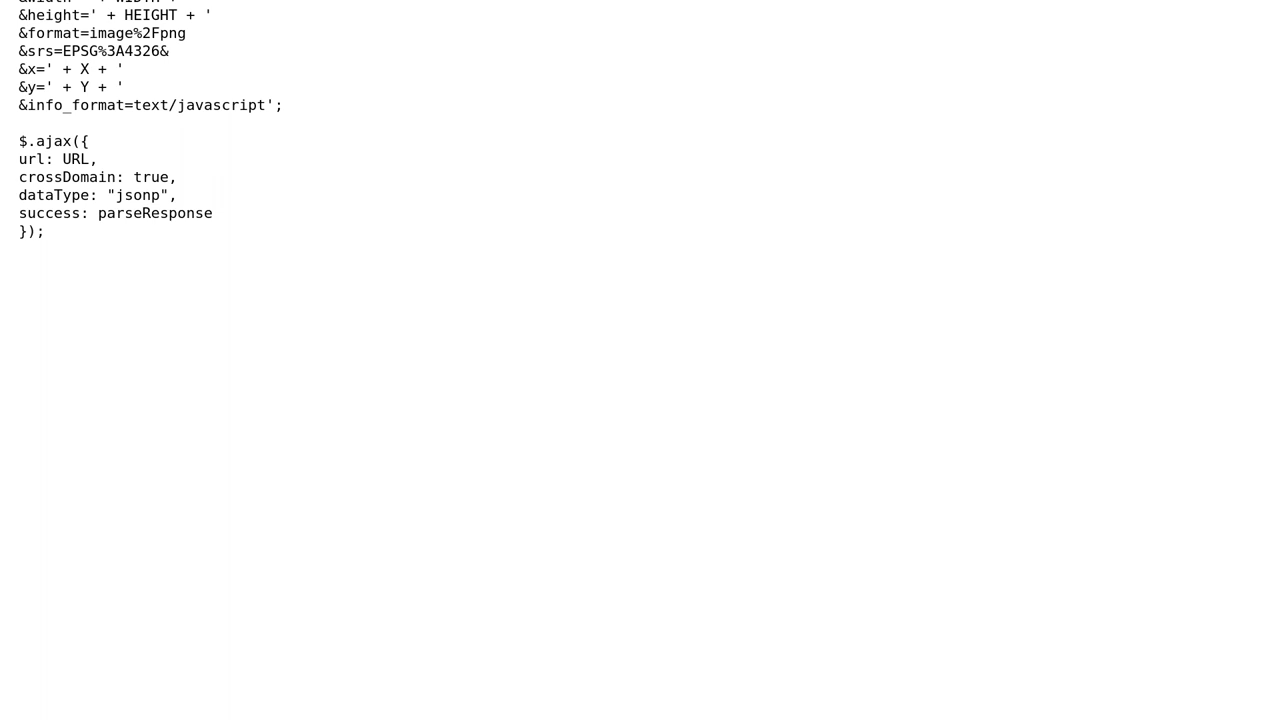 &height=' + HEIGHT + '
&format=image%2Fpng
&srs=EPSG%3A4326&
&x=' + X + '
&y=' + Y + '
&info_format=text/javascript';
$.ajax({
url: URL,
crossDomain: true,
dataType: "jsonp",
success: parseResponse
});